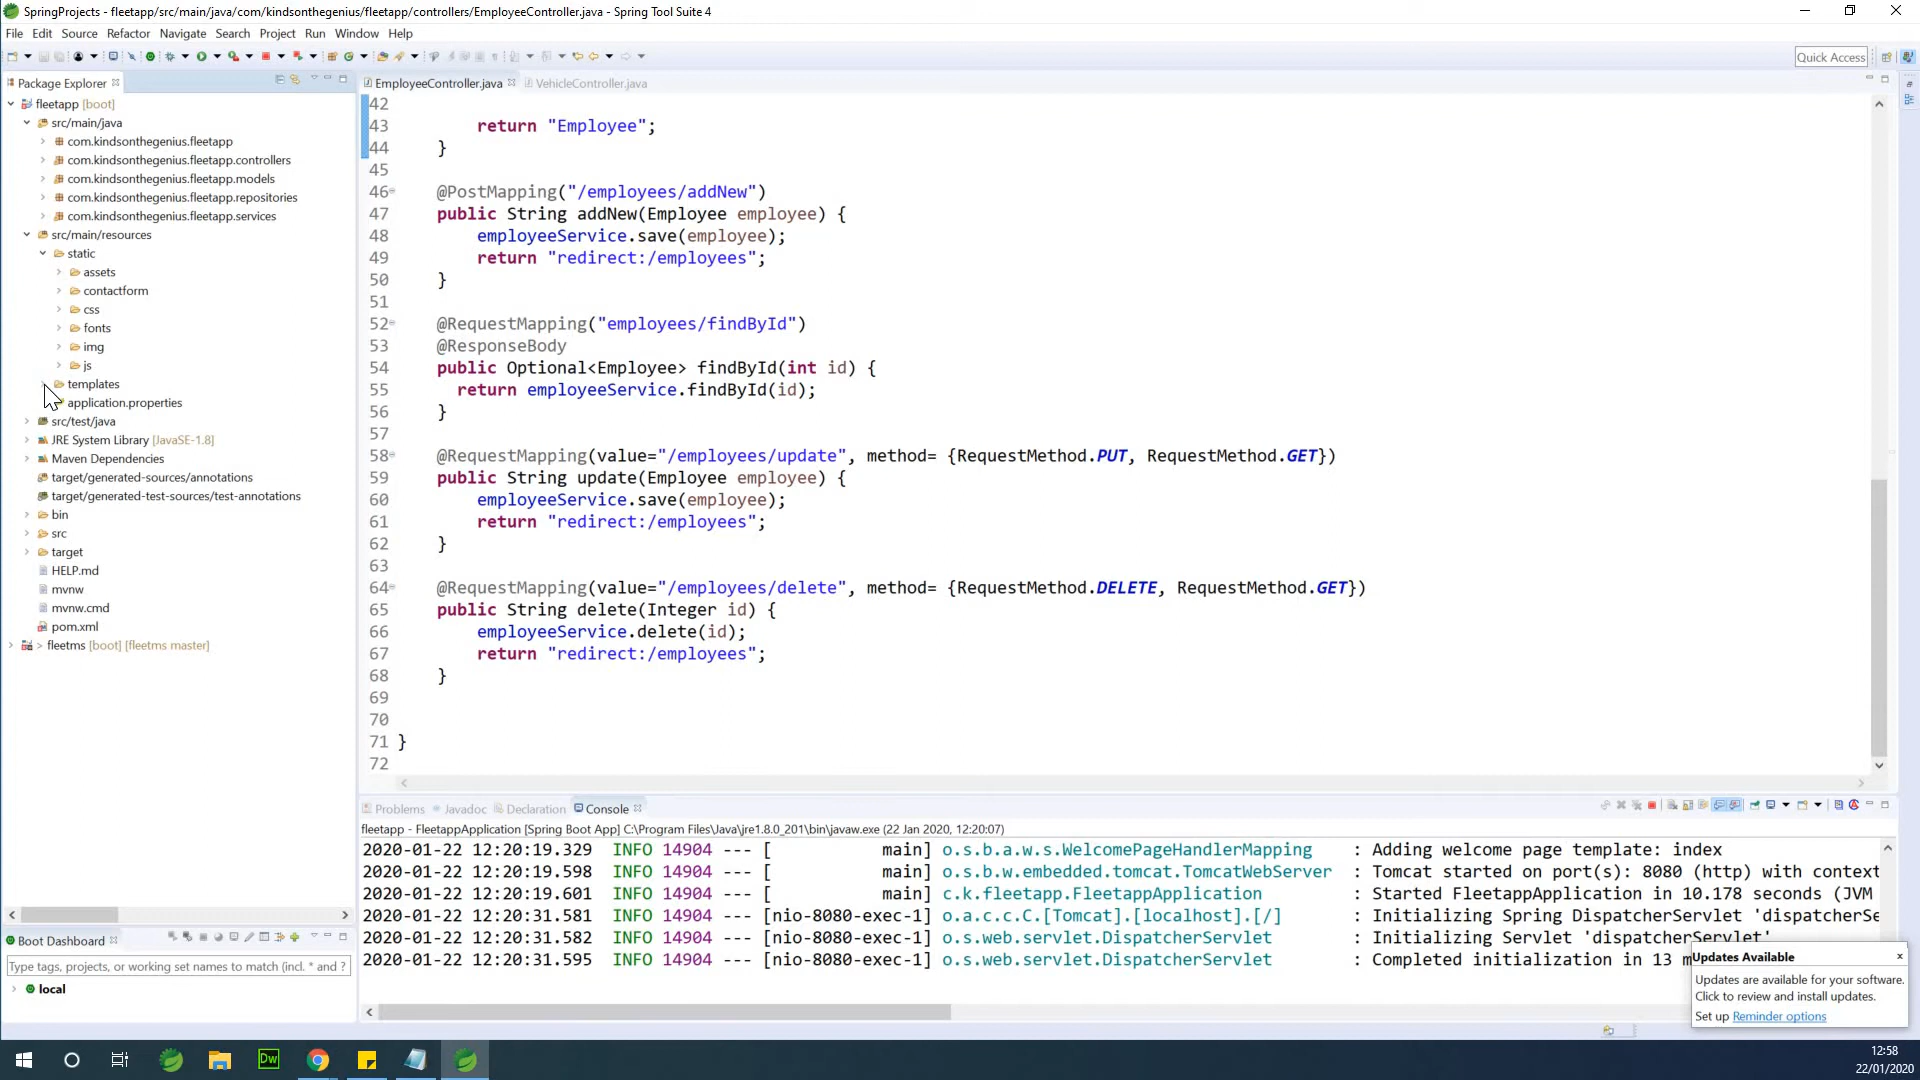 SpringProjects - fleetapp/src/main/java/com/kindsonthegenius/fleetapp/controllers/EmployeeController.java - Spring Tool Suite 4
File Edit Source Refactor Navigate Search Project Run Window Help
Quick Access
Package Explorer
fleetapp [boot]
src/main/java
com.kindsonthegenius.fleetapp
com.kindsonthegenius.fleetapp.controllers
com.kindsonthegenius.fleetapp.models
com.kindsonthegenius.fleetapp.repositories
com.kindsonthegenius.fleetapp.services
src/main/resources
static
assets
contactform
css
fonts
img
js
templates
application.properties
src/test/java
JRE System Library [JavaSE-1.8]
Maven Dependencies
target/generated-sources/annotations
target/generated-test-sources/test-annotations
bin
src
target
HELP.md
mvnw
mvnw.cmd
pom.xml
> fleetms [boot] [fleetms master]
EmployeeController.java VehicleController.java
42
43 return "Employee";
44 }
45
46 @PostMapping("/employees/addNew")
47 public String addNew(Employee employee) {
48 employeeService.save(employee);
49 return "redirect:/employees";
50 }
51
52 @RequestMapping("employees/findById")
53 @ResponseBody
54 public Optional<Employee> findById(int id) {
55 return employeeService.findById(id);
56 }
57
58 @RequestMapping(value="/employees/update", method= {RequestMethod.PUT, RequestMethod.GET})
59 public String update(Employee employee) {
60 employeeService.save(employee);
61 return "redirect:/employees";
62 }
63
64 @RequestMapping(value="/employees/delete", method= {RequestMethod.DELETE, RequestMethod.GET})
65 public String delete(Integer id) {
66 employeeService.delete(id);
67 return "redirect:/employees";
68 }
69
70
71 }
72
Problems Javadoc Declaration Console
fleetapp - FleetappApplication [Spring Boot App] C:\Program Files\Java\jre1.8.0_201\bin\javaw.exe (22 Jan 2020, 12:20:07)
2020-01-22 12:20:19.329 INFO 14904 --- [ main] o.s.b.a.w.s.WelcomePageHandlerMapping : Adding welcome page template: index
2020-01-22 12:20:19.598 INFO 14904 --- [ main] o.s.b.w.embedded.tomcat.TomcatWebServer : Tomcat started on port(s): 8080 (http) with context
2020-01-22 12:20:19.601 INFO 14904 --- [ main] c.k.fleetapp.FleetappApplication : Started FleetappApplication in 10.178 seconds (JVM
2020-01-22 12:20:31.581 INFO 14904 --- [nio-8080-exec-1] o.a.c.c.C.[Tomcat].[localhost].[/] : Initializing Spring DispatcherServlet 'dispatcherSe
2020-01-22 12:20:31.582 INFO 14904 --- [nio-8080-exec-1] o.s.web.servlet.DispatcherServlet : Initializing Servlet 'dispatcherServlet'
2020-01-22 12:20:31.595 INFO 14904 --- [nio-8080-exec-1] o.s.web.servlet.DispatcherServlet : Completed initialization in 13 m
Boot Dashboard
Type tags, projects, or working set names to match (incl. * and ?
local
Updates Available
Updates are available for your software.
Click to review and install updates.
Set up Reminder options
Dw
12:58
22/01/2020